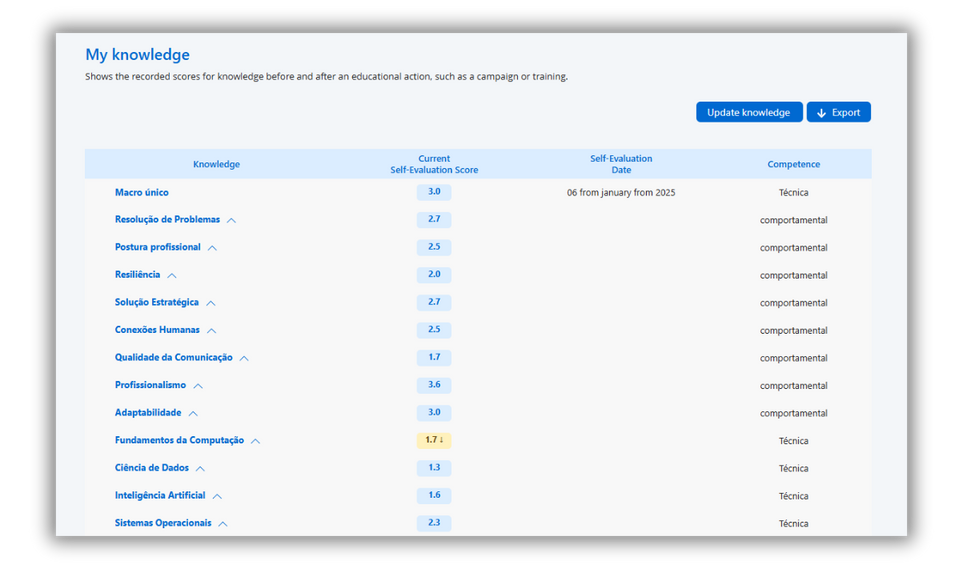 My knowledge
Shows the recorded scores for knowledge before and after an educational action, such as a campaign or training.
Update knowledge
↓ Export
Knowledge
Current
Self-Evaluation Score
Self-Evaluation
Date
Competence
Macro único 3.0 06 from january from 2025 Técnica
Resolução de Problemas 2.7 comportamental
Postura profissional 2.5 comportamental
Resiliência 2.0 comportamental
Solução Estratégica 2.7 comportamental
Conexões Humanas 2.5 comportamental
Qualidade da Comunicação 1.7 comportamental
Profissionalismo 3.6 comportamental
Adaptabilidade 3.0 comportamental
Fundamentos da Computação 1.7 ↓ Técnica
Ciência de Dados 1.3 Técnica
Inteligência Artificial 1.6 Técnica
Sistemas Operacionais 2.3 Técnica